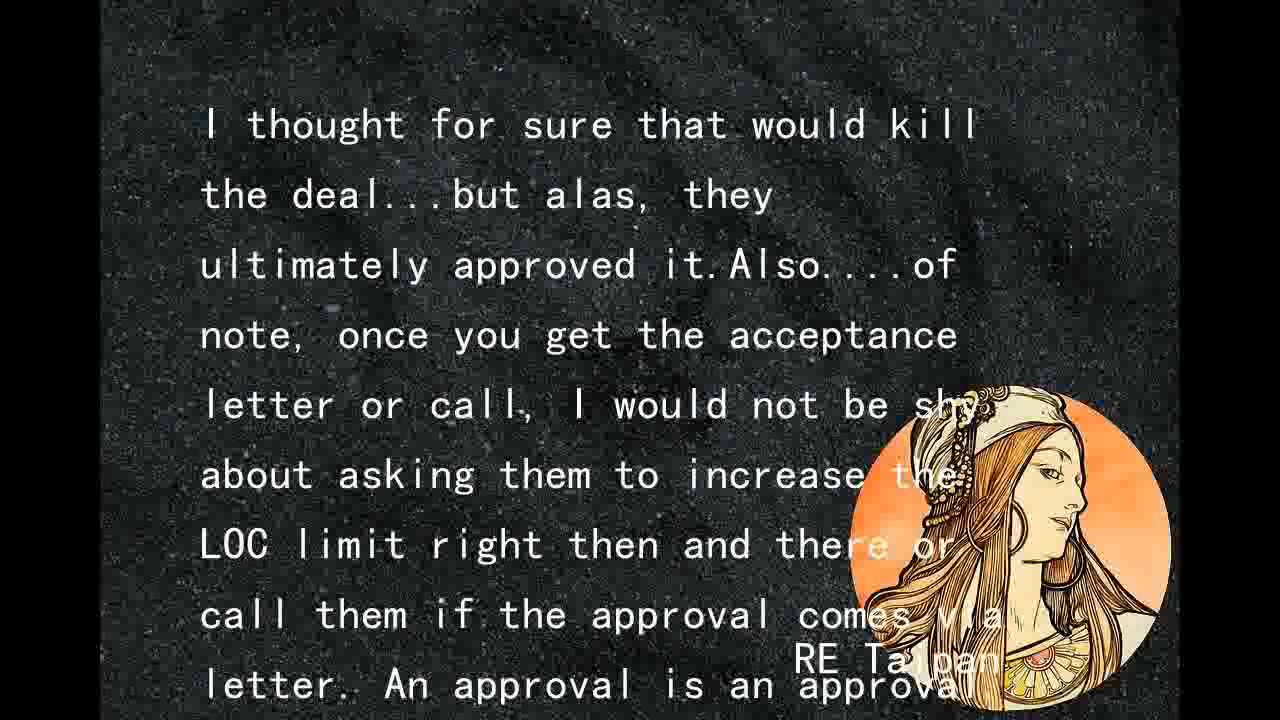 I thought for sure that would kill
the deal...but alas, they
ultimately approved it.Also....of
note, once you get the acceptance
letter or call, I would not be shy
about asking them to increase the
LOC limit right then and there or
call them if the approval comes via
RE Taipan
letter. An approval is an approval